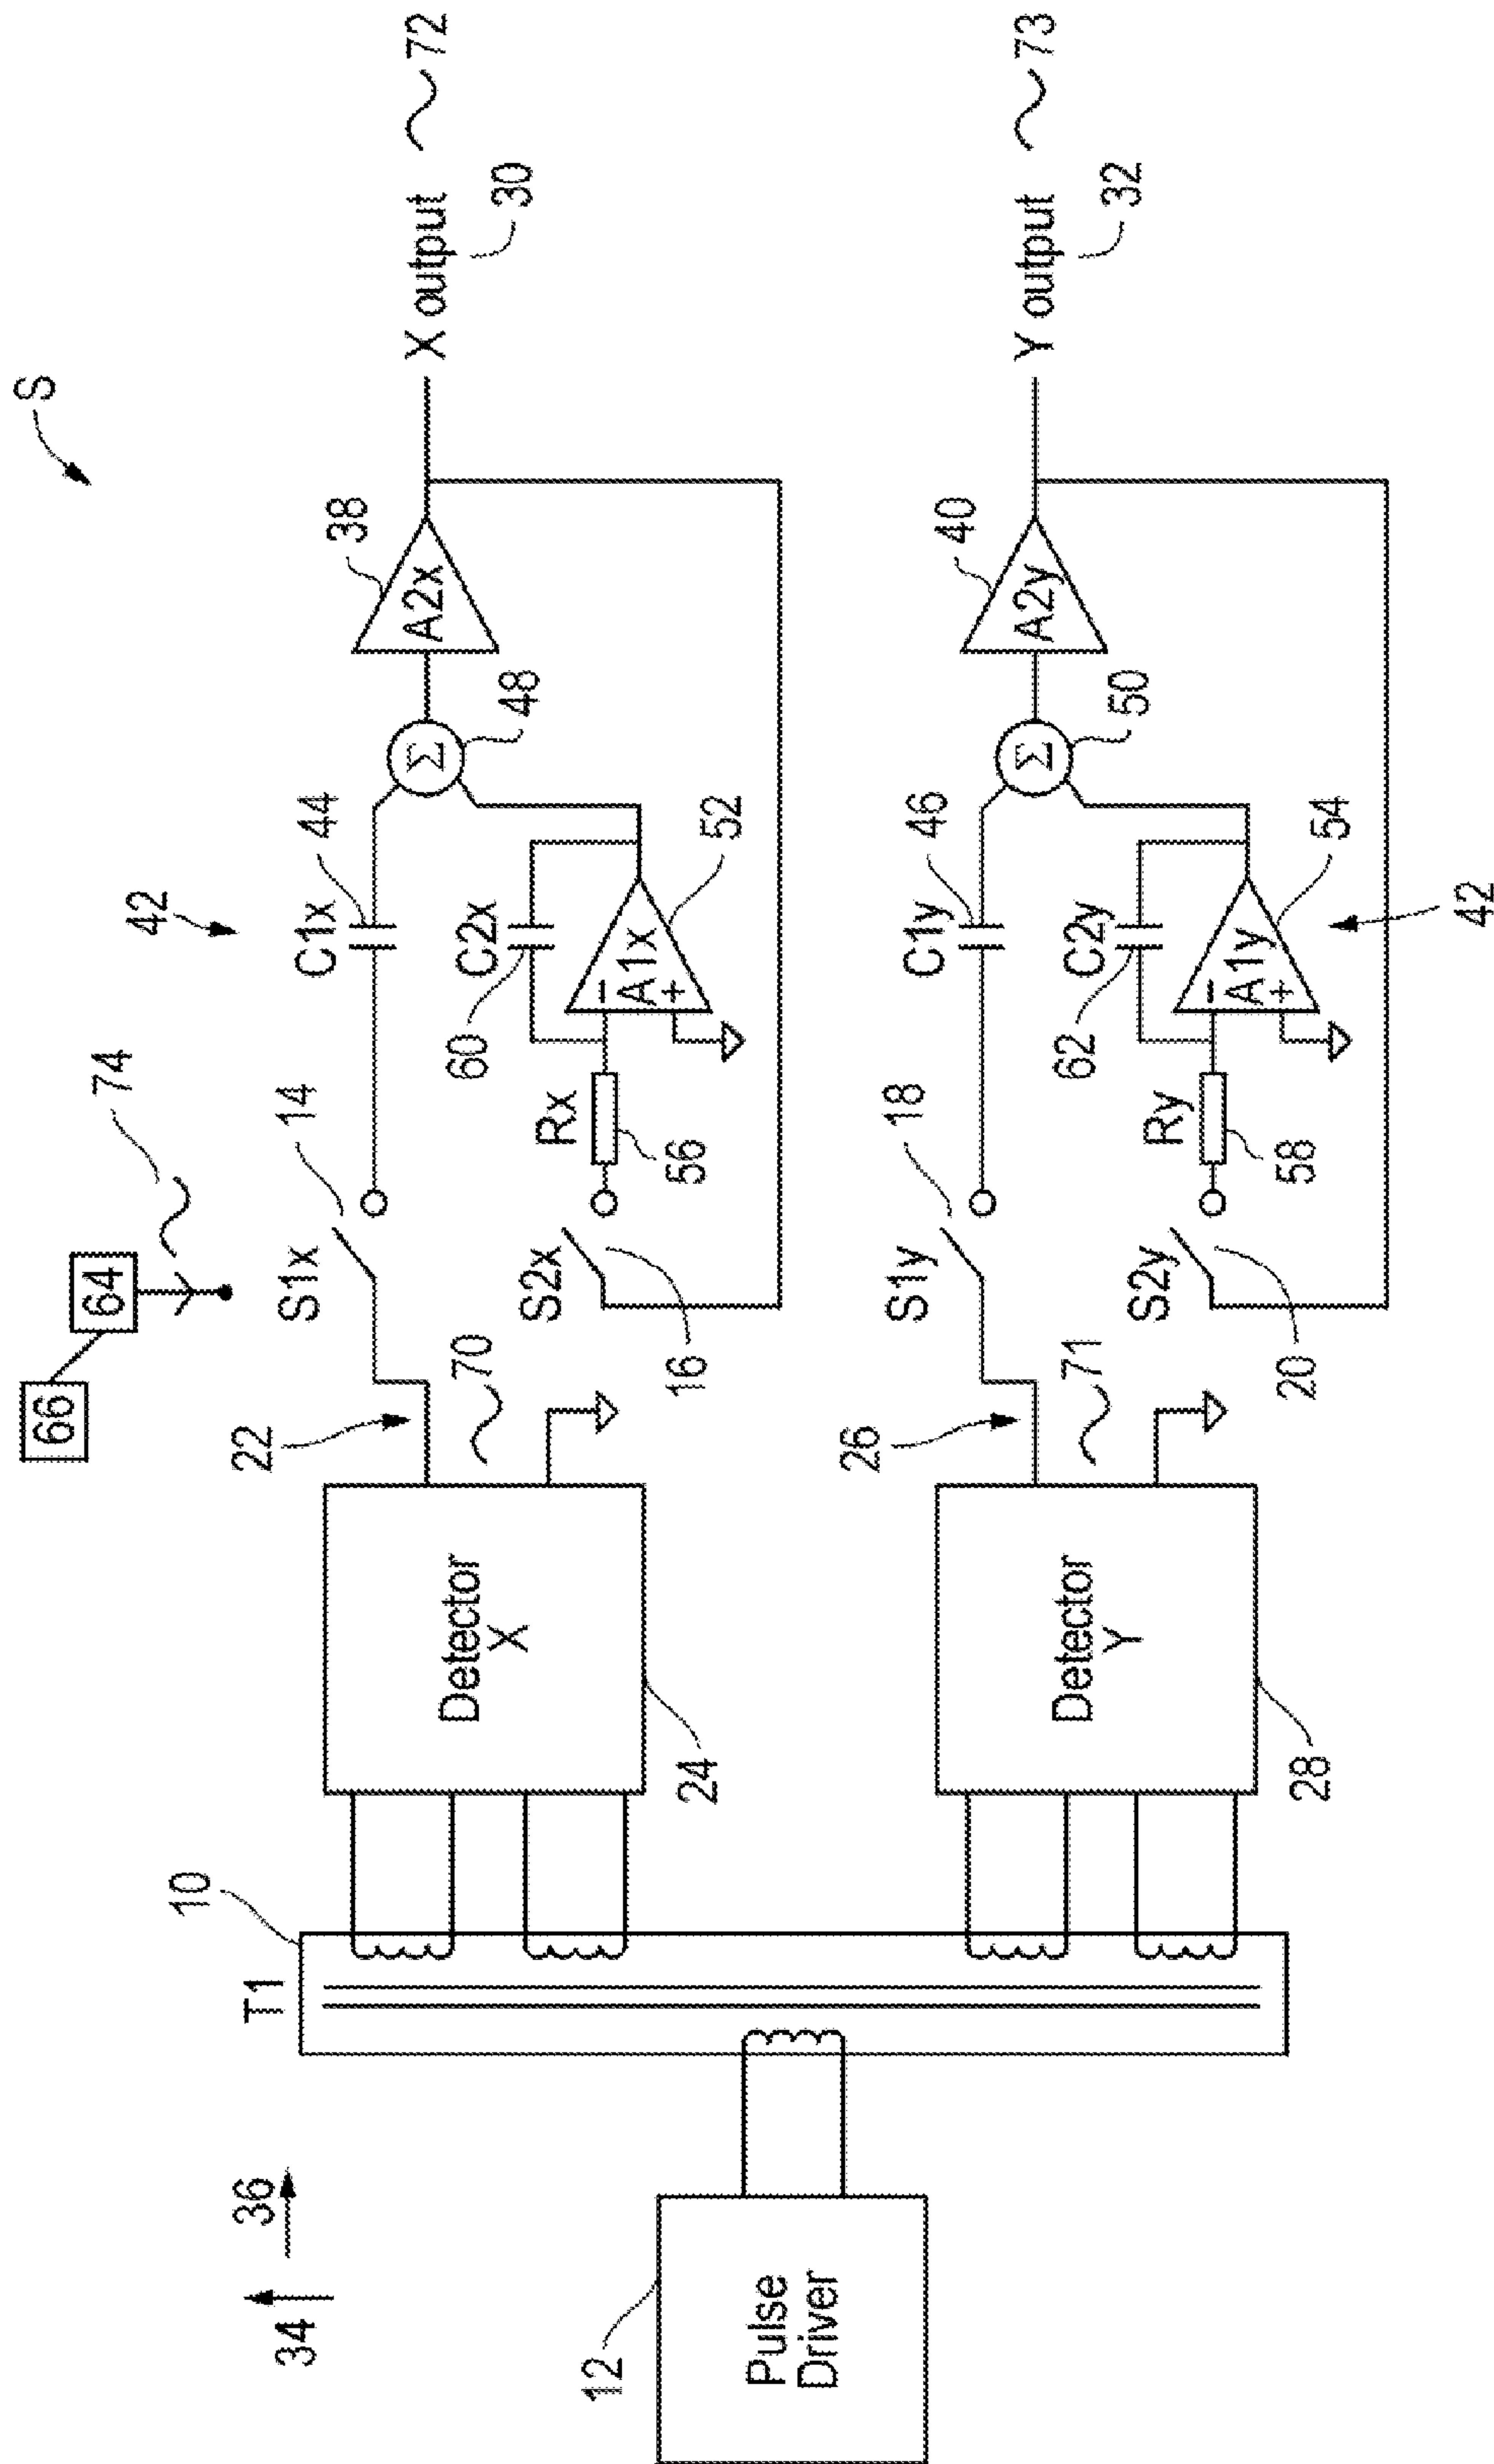 S
66
64
74
34
36
12
Pulse
Driver
T1
10
Detector
X
24
22
70
S1x
14
S2x
16
42
C1x
44
Rx
56
C2x
60
A1x
−
+
52
Σ
48
A2x
38
X output
30
72
Detector
Y
28
26
71
S1y
18
S2y
20
C1y
46
Ry
58
C2y
62
A1y
−
+
54
42
Σ
50
A2y
40
Y output
32
73